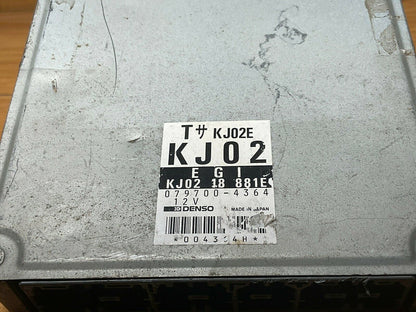 Tサ KJ02E
KJ02
EGI
KJ02 18 881E
079700-4364
12V
DENSO MADE IN JAPAN